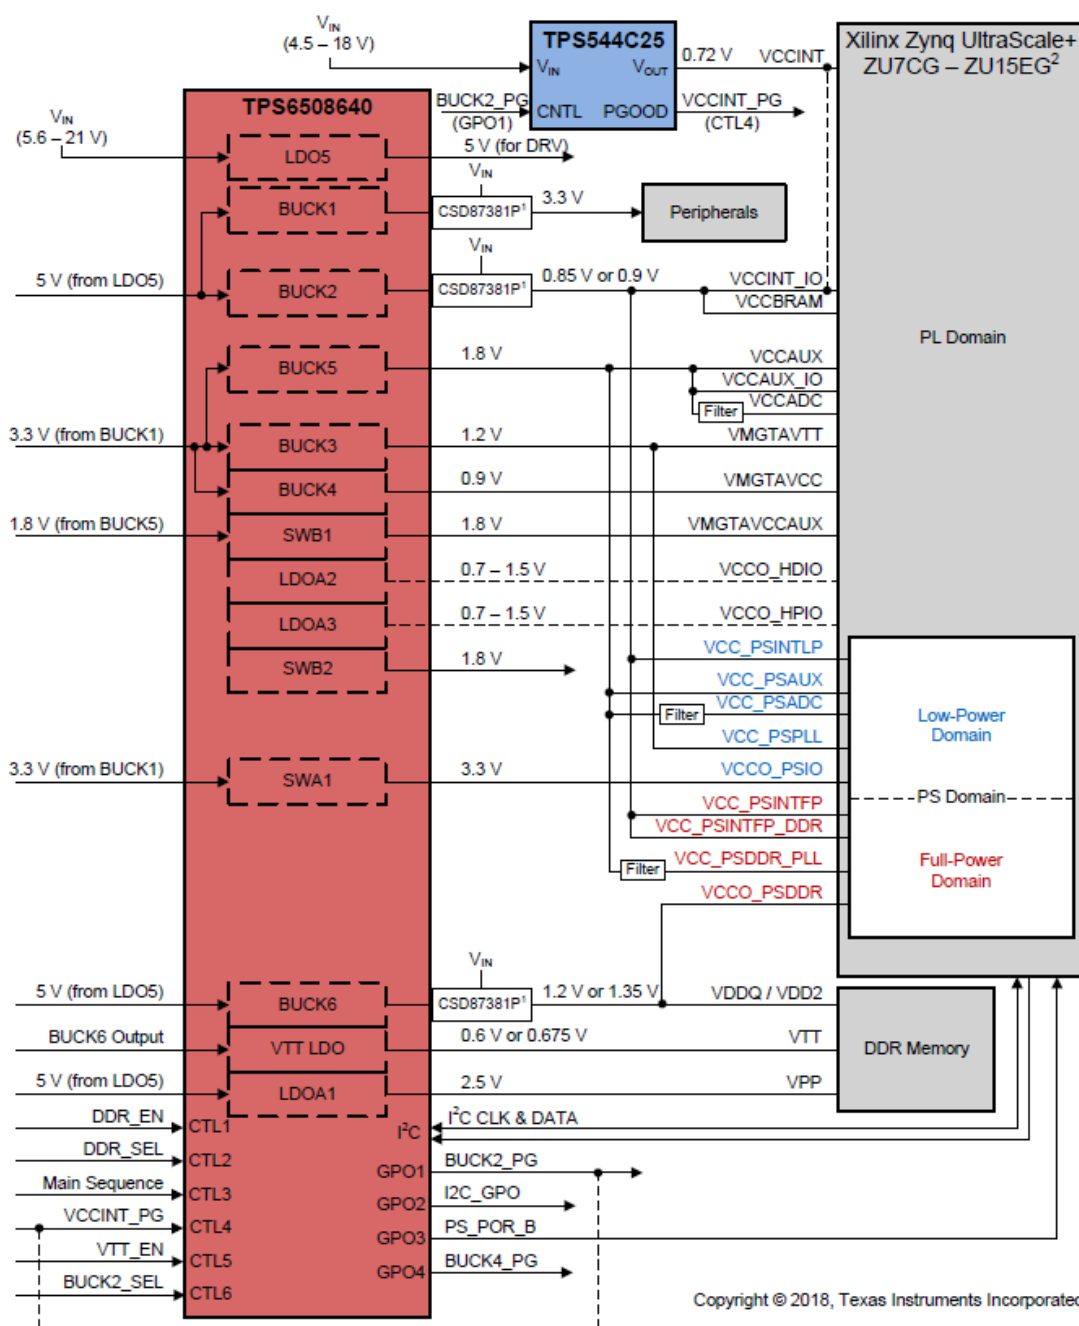 V_IN
(4.5 – 18 V)
TPS544C25
V_IN
V_OUT
0.72 V
VCCINT
Xilinx Zynq UltraScale+
ZU7CG – ZU15EG²
TPS6508640
BUCK2_PG
(GPO1)
CNTL
PGOOD
VCCINT_PG
(CTL4)
V_IN
(5.6 – 21 V)
LDO5
5 V (for DRV)
V_IN
BUCK1
CSD87381P¹
3.3 V
Peripherals
V_IN
5 V (from LDO5)
BUCK2
CSD87381P¹
0.85 V or 0.9 V
VCCINT_IO
VCCBRAM
PL Domain
BUCK5
1.8 V
VCCAUX
VCCAUX_IO
Filter
VCCADC
3.3 V (from BUCK1)
BUCK3
1.2 V
VMGTAVTT
BUCK4
0.9 V
VMGTAVCC
1.8 V (from BUCK5)
SWB1
1.8 V
VMGTAVCCAUX
LDOA2
0.7 – 1.5 V
VCCO_HDIO
LDOA3
0.7 – 1.5 V
VCCO_HPIO
SWB2
1.8 V
VCC_PSINTLP
VCC_PSAUX
Filter
VCC_PSADC
VCC_PSPLL
Low-Power
Domain
3.3 V (from BUCK1)
SWA1
3.3 V
VCCO_PSIO
PS Domain
VCC_PSINTFP
VCC_PSINTFP_DDR
Filter
VCC_PSDDR_PLL
VCCO_PSDDR
Full-Power
Domain
V_IN
5 V (from LDO5)
BUCK6
CSD87381P¹
1.2 V or 1.35 V
VDDQ / VDD2
BUCK6 Output
VTT LDO
0.6 V or 0.675 V
VTT
DDR Memory
5 V (from LDO5)
LDOA1
2.5 V
VPP
DDR_EN
CTL1
I²C
I²C CLK & DATA
DDR_SEL
CTL2
GPO1
BUCK2_PG
Main Sequence
CTL3
GPO2
I2C_GPO
VCCINT_PG
CTL4
GPO3
PS_POR_B
VTT_EN
CTL5
GPO4
BUCK4_PG
BUCK2_SEL
CTL6
Copyright © 2018, Texas Instruments Incorporated